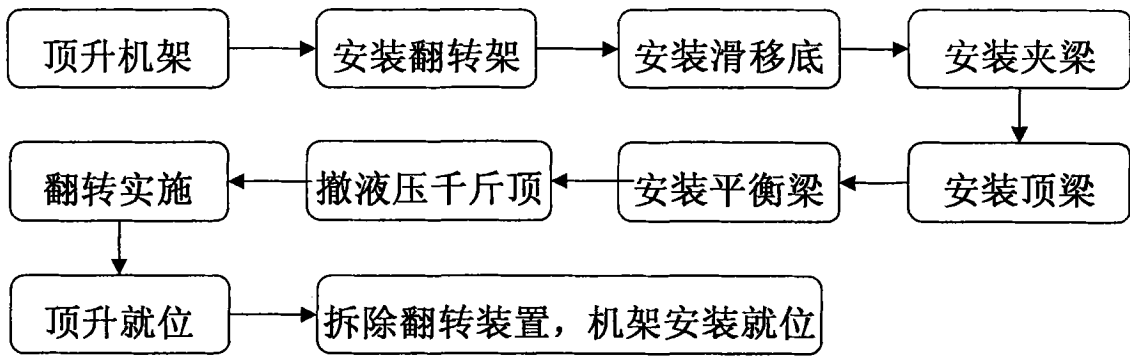 顶升机架
安装翻转架
安装滑移底
安装夹梁
安装顶梁
安装平衡梁
撤液压千斤顶
翻转实施
顶升就位
拆除翻转装置，机架安装就位